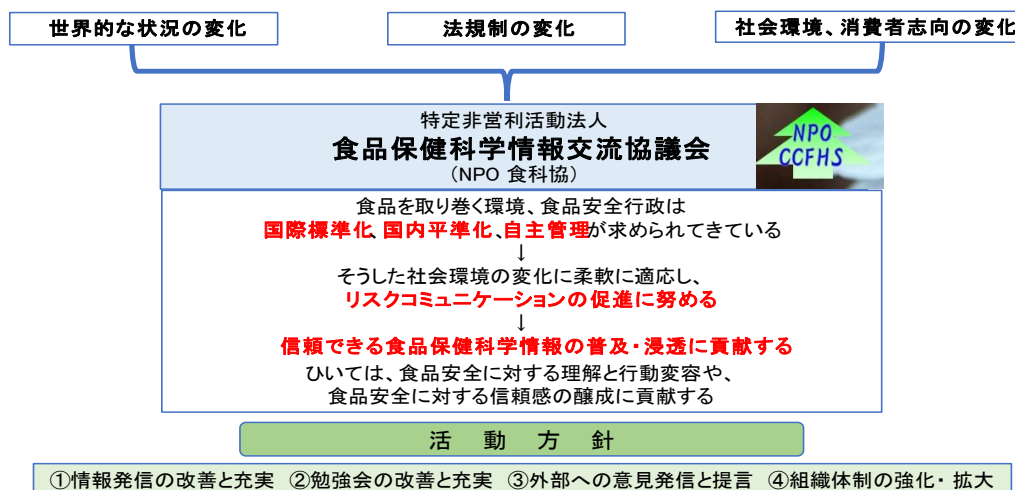 世界的な状況の変化
法規制の変化
社会環境、消費者志向の変化
特定非営利活動法人
食品保健科学情報交流協議会
(NPO 食科協)
NPO
CCFHS
食品を取り巻く環境、食品安全行政は
国際標準化、国内平準化、自主管理が求められてきている
↓
そうした社会環境の変化に柔軟に適応し、
リスクコミュニケーションの促進に努める
↓
信頼できる食品保健科学情報の普及・浸透に貢献する
ひいては、食品安全に対する理解と行動変容や、
食品安全に対する信頼感の醸成に貢献する
活 動 方 針
①情報発信の改善と充実 ②勉強会の改善と充実 ③外部への意見発信と提言 ④組織体制の強化・拡大